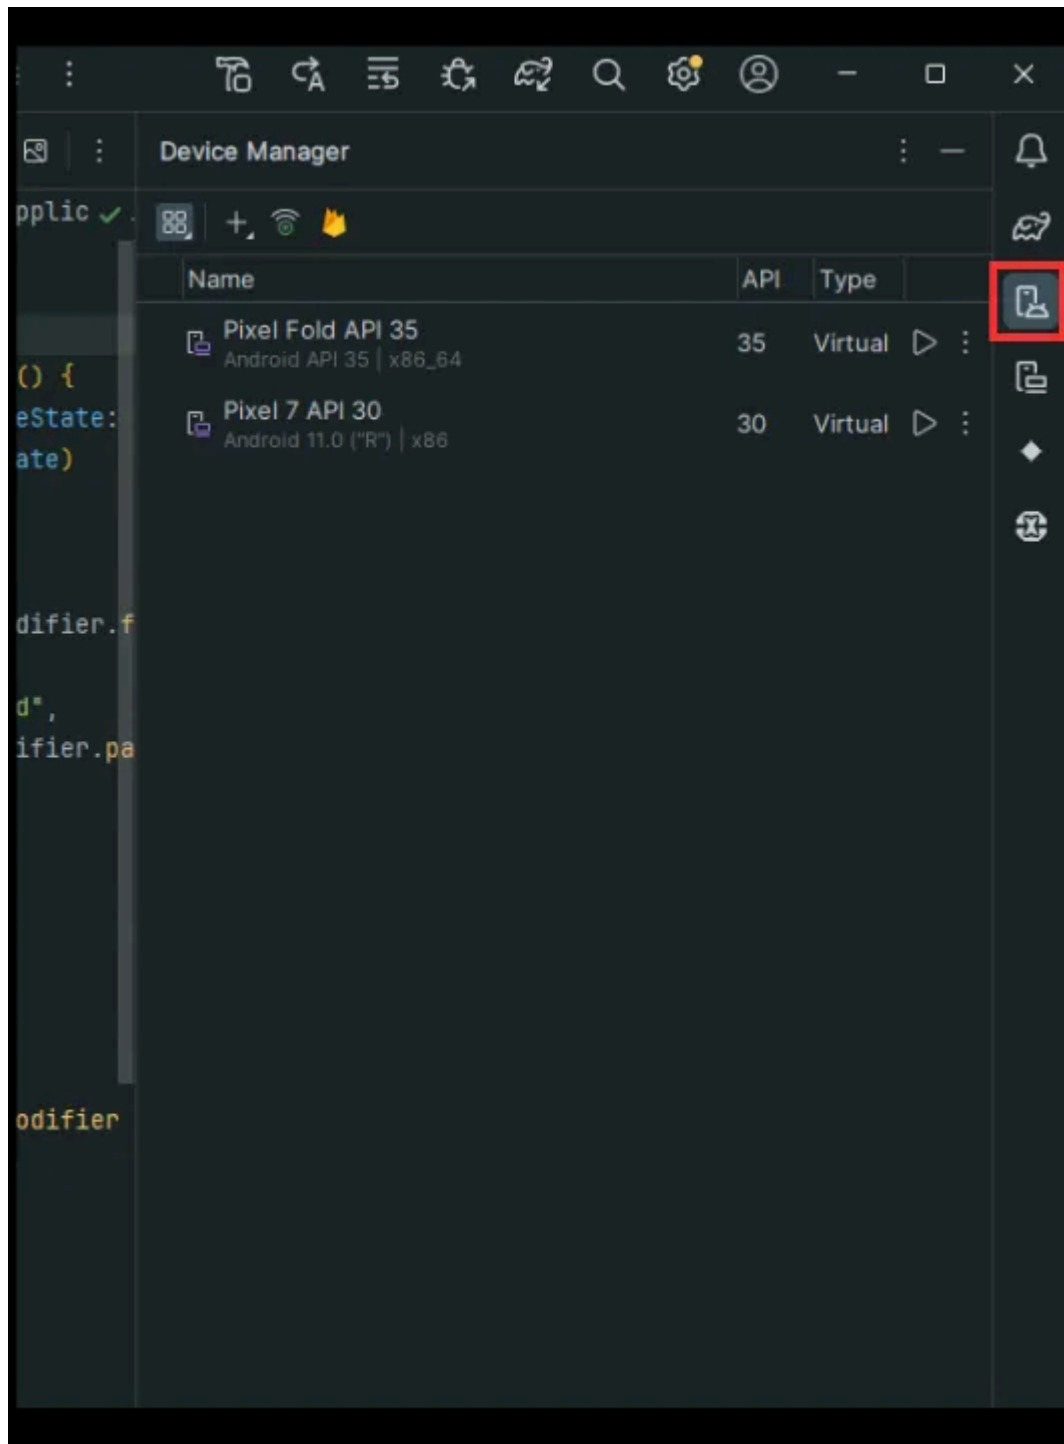 Device Manager
pplic
Name API Type
Pixel Fold API 35
Android API 35 | x86_64
35 Virtual
() {
eState:
Pixel 7 API 30
Android 11.0 ("R") | x86
30 Virtual
ate)
difier.f
d",
ifier.pa
odifier